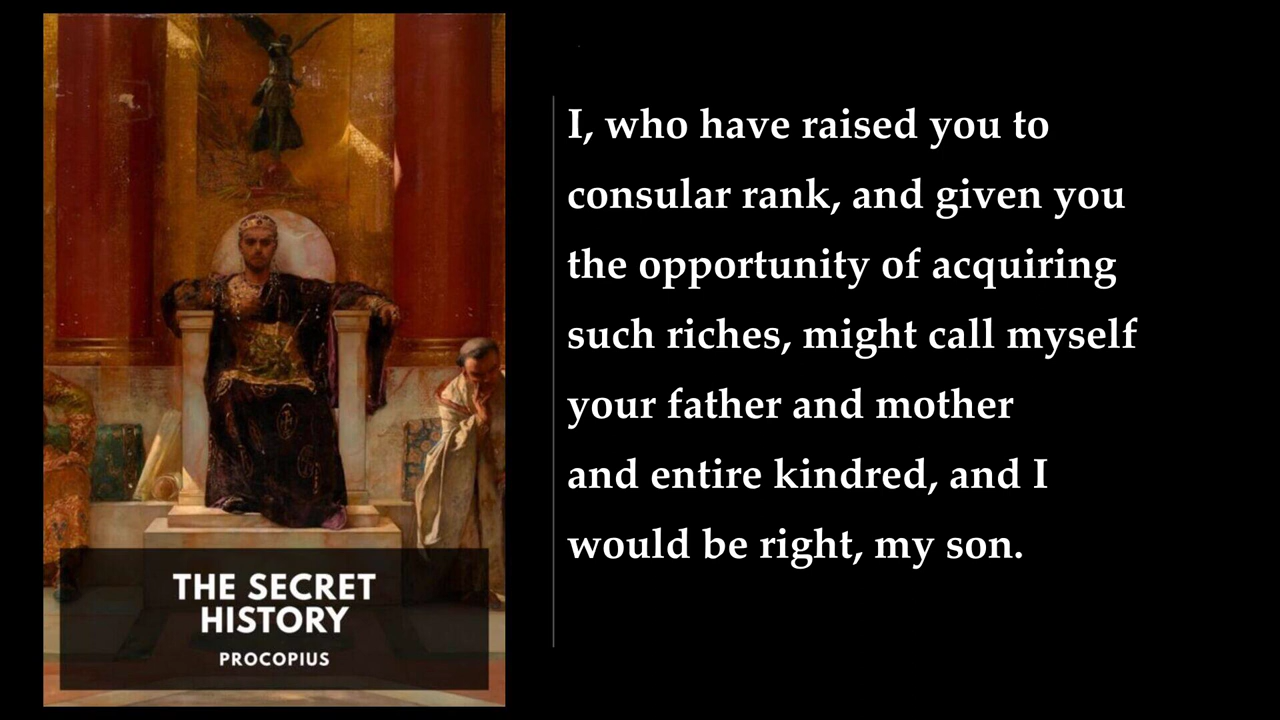 THE SECRET
HISTORY
PROCOPIUS
I, who have raised you to
consular rank, and given you
the opportunity of acquiring
such riches, might call myself
your father and mother
and entire kindred, and I
would be right, my son.